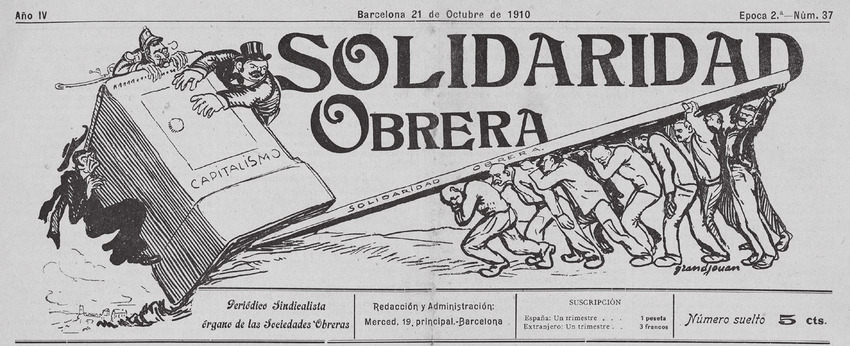 Año IV
Barcelona 21 de Octubre de 1910
Epoca 2.ª—Núm. 37
SOLIDARIDAD
OBRERA
CAPITALISMO
SOLIDARIDAD OBRERA.
grandjouan
Periódico Sindicalista
órgano de las Sociedades Obreras
Redacción y Administración:
Merced, 19, principal.-Barcelona
SUSCRIPCIÓN
España: Un trimestre . . . 1 peseta
Extranjero: Un trimestre . . 3 francos
Número suelto 5 cts.